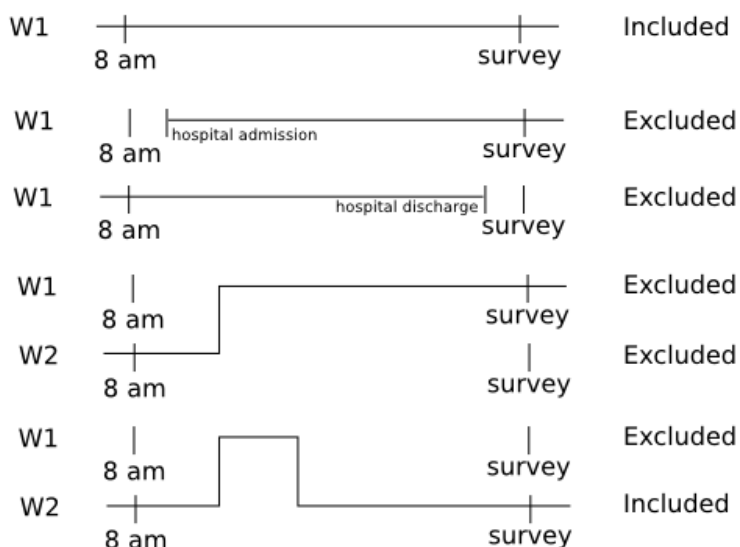 W1 Included
8 am survey
W1 Excluded
hospital admission
8 am survey
W1 Excluded
hospital discharge
8 am survey
W1 Excluded
8 am survey
W2 Excluded
8 am survey
W1 Excluded
8 am survey
W2 Included
8 am survey